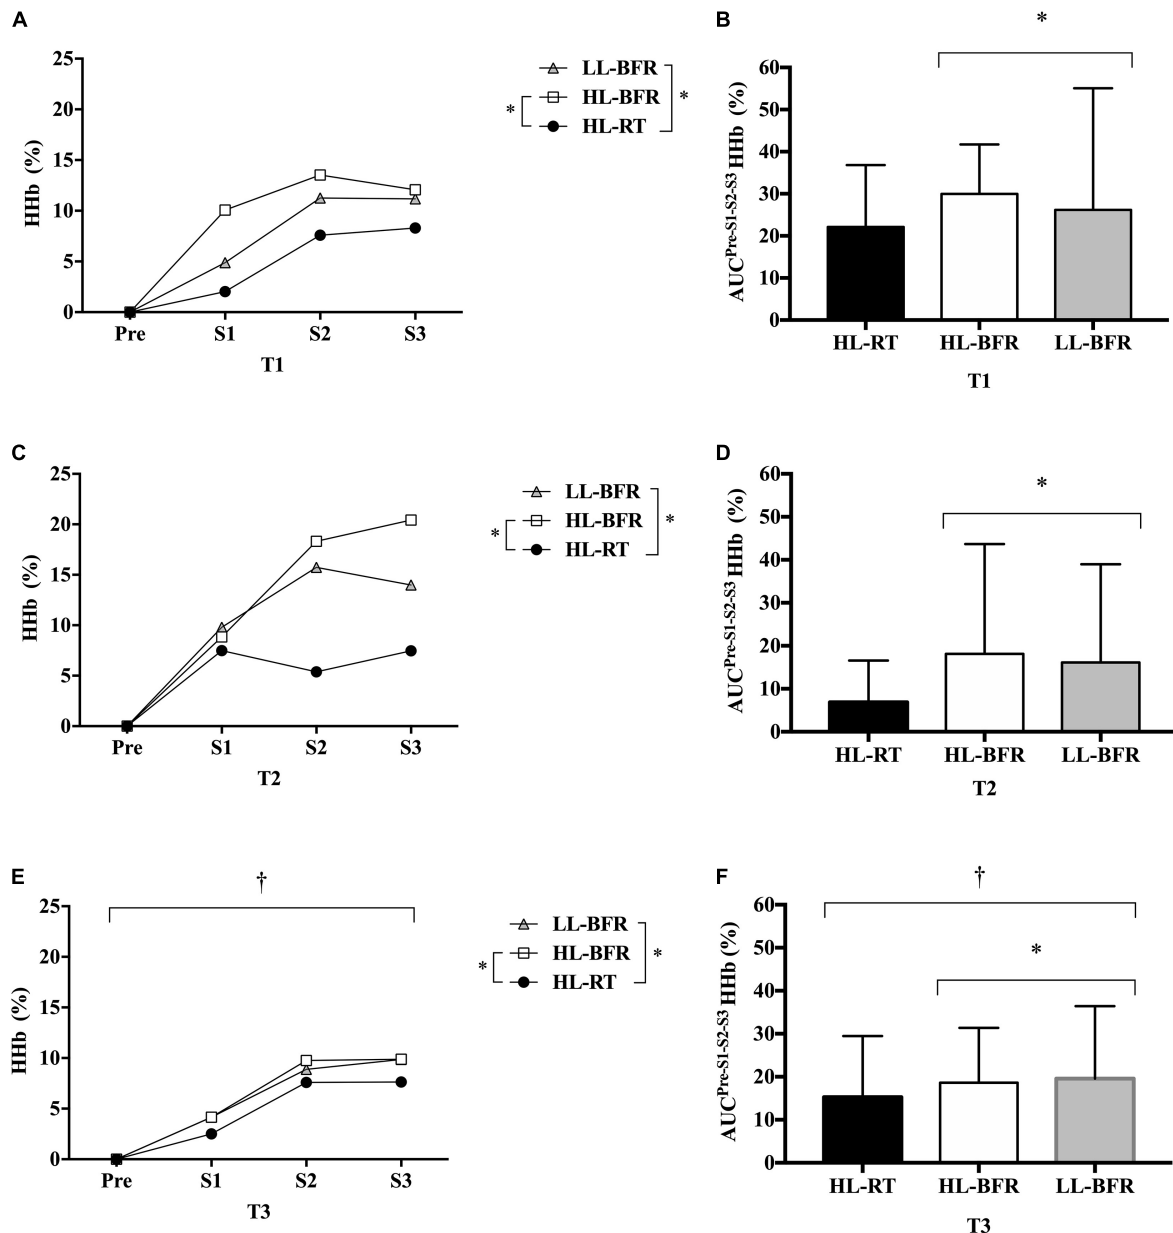 A
25
20
15
10
5
0
HHb (%)
Pre S1 S2 S3
T1
LL-BFR
HL-BFR
HL-RT
*
*
B
*
60
50
40
30
20
10
0
AUCPre-S1-S2-S3 HHb (%)
HL-RT HL-BFR LL-BFR
T1
C
25
20
15
10
5
0
HHb (%)
Pre S1 S2 S3
T2
LL-BFR
HL-BFR
HL-RT
*
*
D
*
60
50
40
30
20
10
0
AUCPre-S1-S2-S3 HHb (%)
HL-RT HL-BFR LL-BFR
T2
E
†
25
20
15
10
5
0
HHb (%)
Pre S1 S2 S3
T3
LL-BFR
HL-BFR
HL-RT
*
*
F
†
*
60
50
40
30
20
10
0
AUCPre-S1-S2-S3 HHb (%)
HL-RT HL-BFR LL-BFR
T3